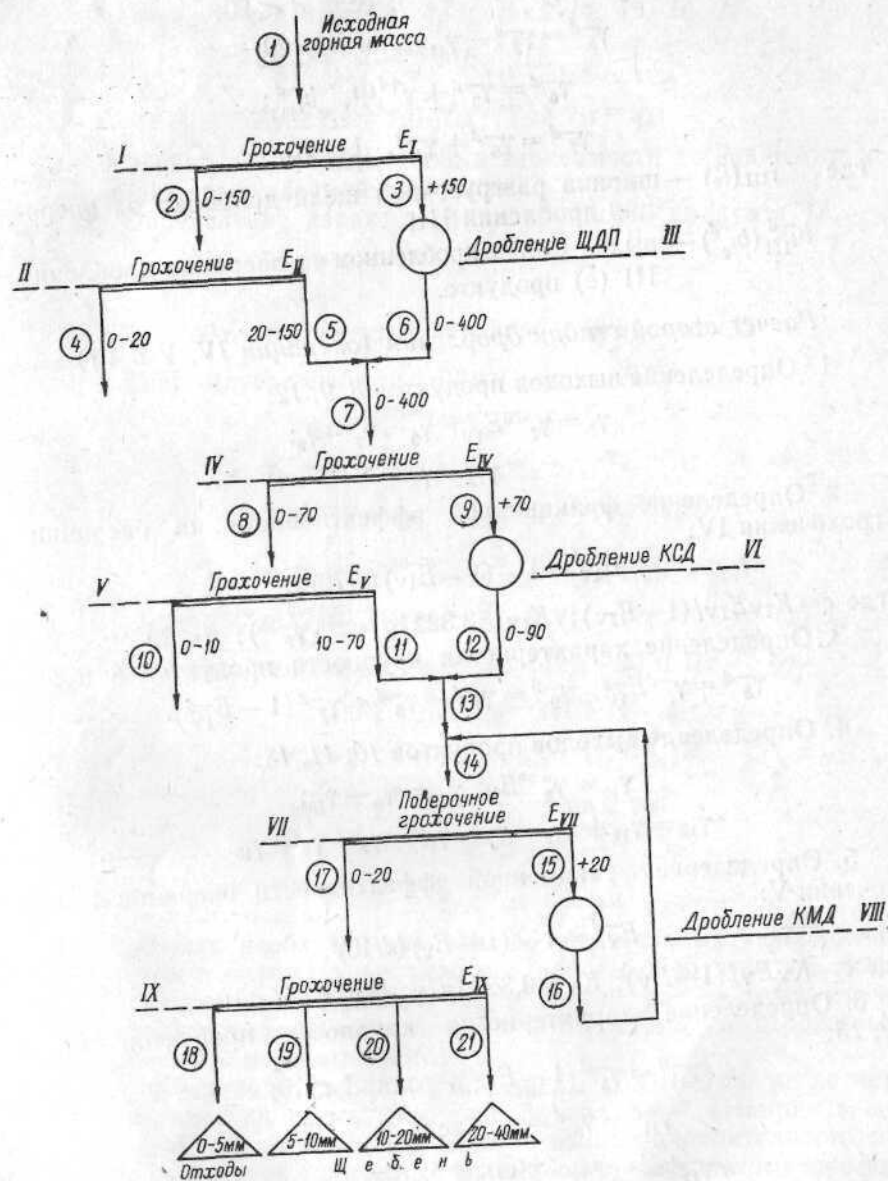 Исходная
горная масса
1
I Грохочение E_I
2 0-150
3 +150
Дробление ЩДП III
II Грохочение E_II
4 0-20
20-150 5
6 0-400
7 0-400
IV Грохочение E_IV
8 0-70
9 +70
Дробление КСД VI
V Грохочение E_V
10 0-10
10-70 11
12 0-90
13
14
Поверочное
грохочение
VII E_VII
17 0-20
15 +20
Дробление КМД VIII
16
IX Грохочение E_IX
18 19 20 21
0-5мм 5-10мм 10-20мм 20-40мм
Отходы Щебень